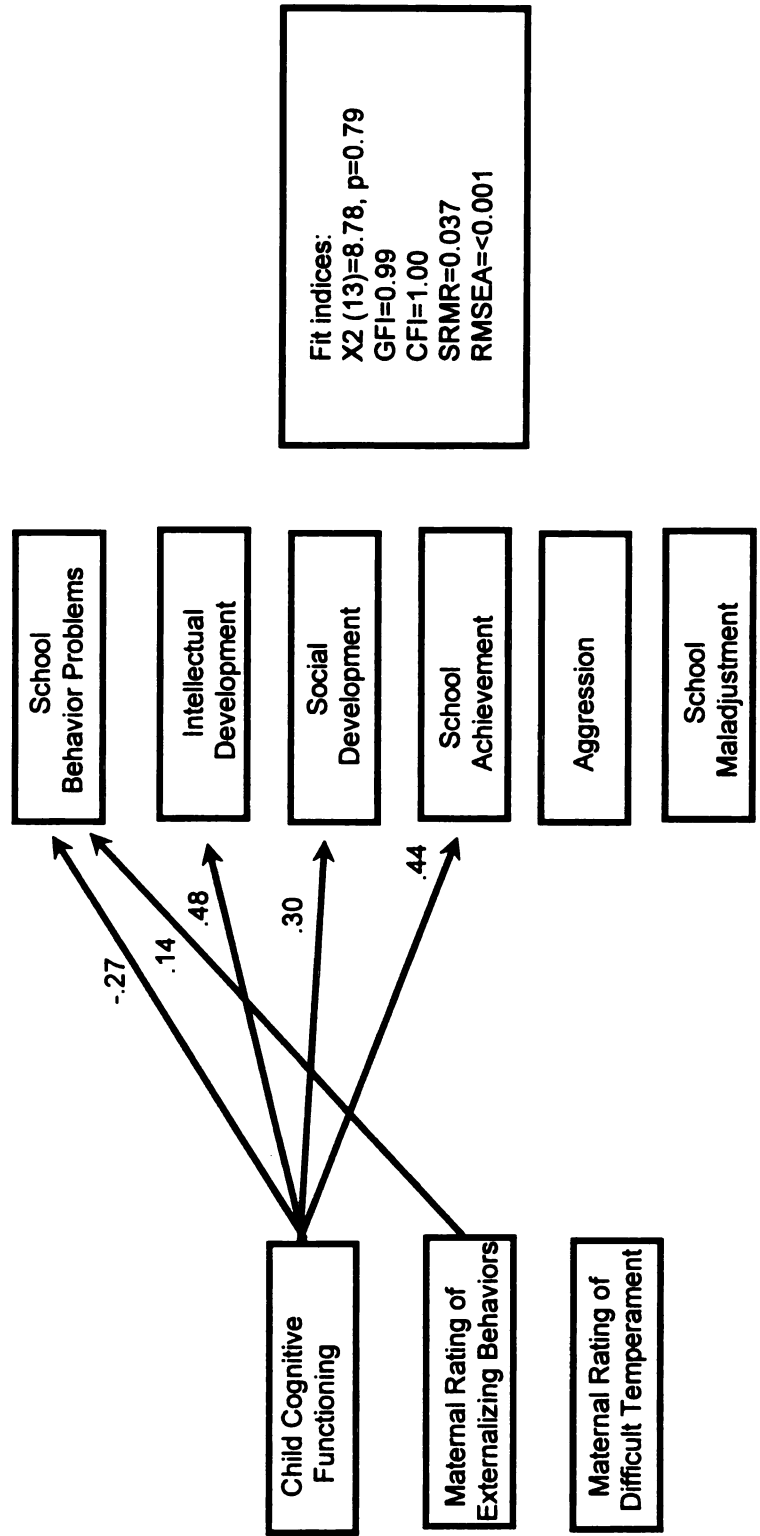 Child Cognitive
Functioning
Maternal Rating of
Externalizing Behaviors
Maternal Rating of
Difficult Temperament
-.27
.14
.48
.30
.44
School
Behavior Problems
Intellectual
Development
Social
Development
School
Achievement
Aggression
School
Maladjustment
Fit indices:
X2 (13)=8.78, p=0.79
GFI=0.99
CFI=1.00
SRMR=0.037
RMSEA=<0.001